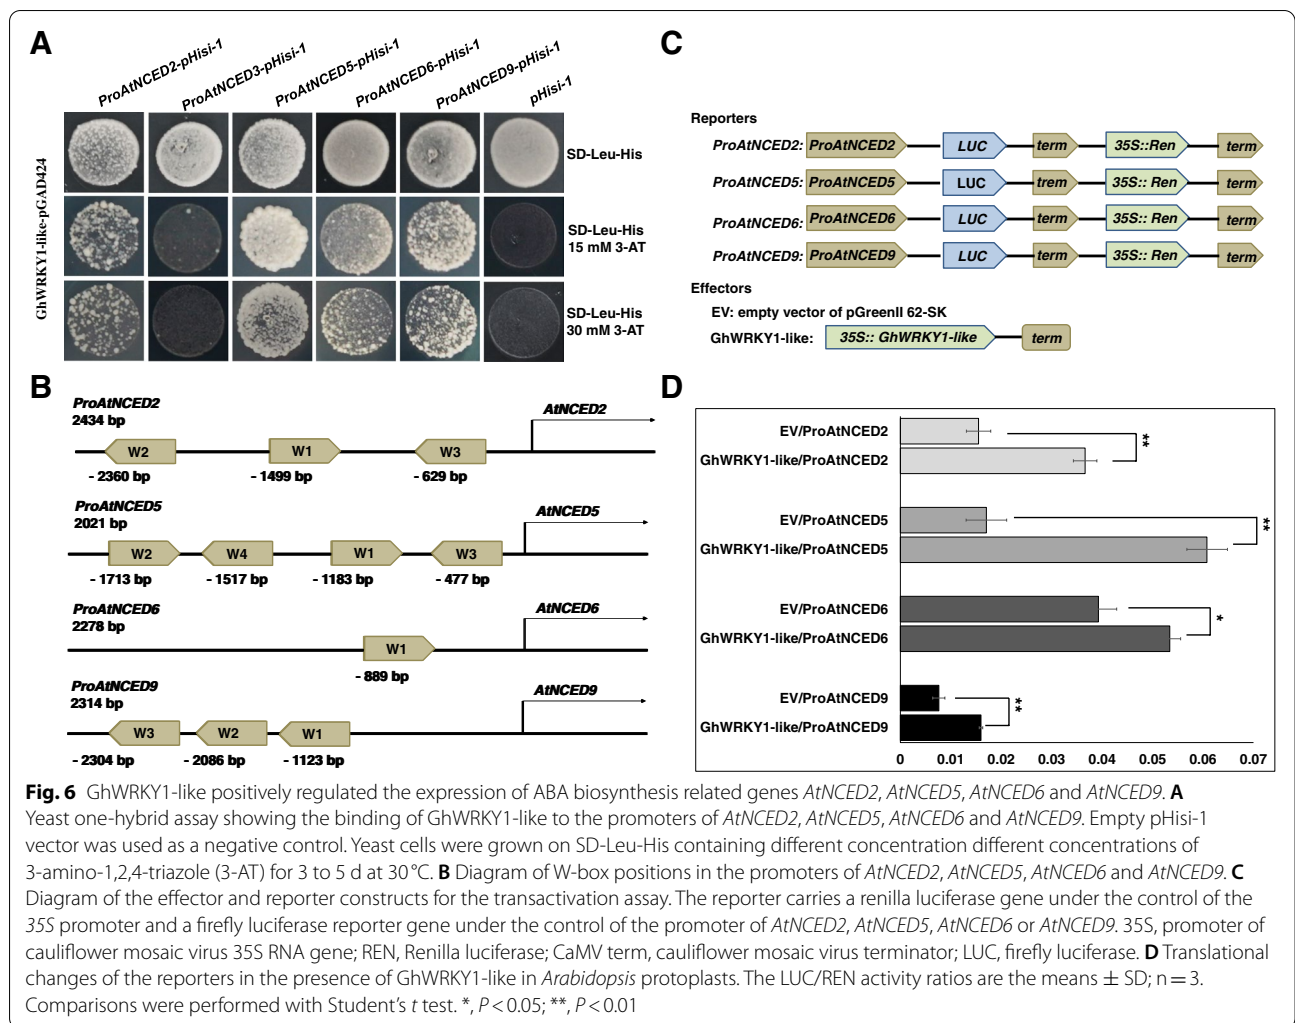 A
ProAtNCED2-pHisi-1
ProAtNCED3-pHisi-1
ProAtNCED5-pHisi-1
ProAtNCED6-pHisi-1
ProAtNCED9-pHisi-1
pHisi-1
GhWRKY1-like-pGAD424
SD-Leu-His
SD-Leu-His
15 mM 3-AT
SD-Leu-His
30 mM 3-AT
B
ProAtNCED2
2434 bp
AtNCED2
W2 W1 W3
- 2360 bp - 1499 bp - 629 bp
ProAtNCED5
2021 bp
AtNCED5
W2 W4 W1 W3
- 1713 bp - 1517 bp - 1183 bp - 477 bp
ProAtNCED6
2278 bp
AtNCED6
W1
- 889 bp
ProAtNCED9
2314 bp
AtNCED9
W3 W2 W1
- 2304 bp - 2086 bp - 1123 bp
C
Reporters
ProAtNCED2: ProAtNCED2 LUC term 35S::Ren term
ProAtNCED5: ProAtNCED5 LUC trem 35S:: Ren term
ProAtNCED6: ProAtNCED6 LUC term 35S:: Ren term
ProAtNCED9: ProAtNCED9 LUC term 35S:: Ren term
Effectors
EV: empty vector of pGreenII 62-SK
GhWRKY1-like: 35S:: GhWRKY1-like term
D
EV/ProAtNCED2
**
GhWRKY1-like/ProAtNCED2
EV/ProAtNCED5
**
GhWRKY1-like/ProAtNCED5
EV/ProAtNCED6
*
GhWRKY1-like/ProAtNCED6
EV/ProAtNCED9
**
GhWRKY1-like/ProAtNCED9
0 0.01 0.02 0.03 0.04 0.05 0.06 0.07
Fig. 6 GhWRKY1-like positively regulated the expression of ABA biosynthesis related genes AtNCED2, AtNCED5, AtNCED6 and AtNCED9. A
Yeast one-hybrid assay showing the binding of GhWRKY1-like to the promoters of AtNCED2, AtNCED5, AtNCED6 and AtNCED9. Empty pHisi-1
vector was used as a negative control. Yeast cells were grown on SD-Leu-His containing different concentration different concentrations of
3-amino-1,2,4-triazole (3-AT) for 3 to 5 d at 30 °C. B Diagram of W-box positions in the promoters of AtNCED2, AtNCED5, AtNCED6 and AtNCED9. C
Diagram of the effector and reporter constructs for the transactivation assay. The reporter carries a renilla luciferase gene under the control of the
35S promoter and a firefly luciferase reporter gene under the control of the promoter of AtNCED2, AtNCED5, AtNCED6 or AtNCED9. 35S, promoter of
cauliflower mosaic virus 35S RNA gene; REN, Renilla luciferase; CaMV term, cauliflower mosaic virus terminator; LUC, firefly luciferase. D Translational
changes of the reporters in the presence of GhWRKY1-like in Arabidopsis protoplasts. The LUC/REN activity ratios are the means ± SD; n = 3.
Comparisons were performed with Student's t test. *, P < 0.05; **, P < 0.01